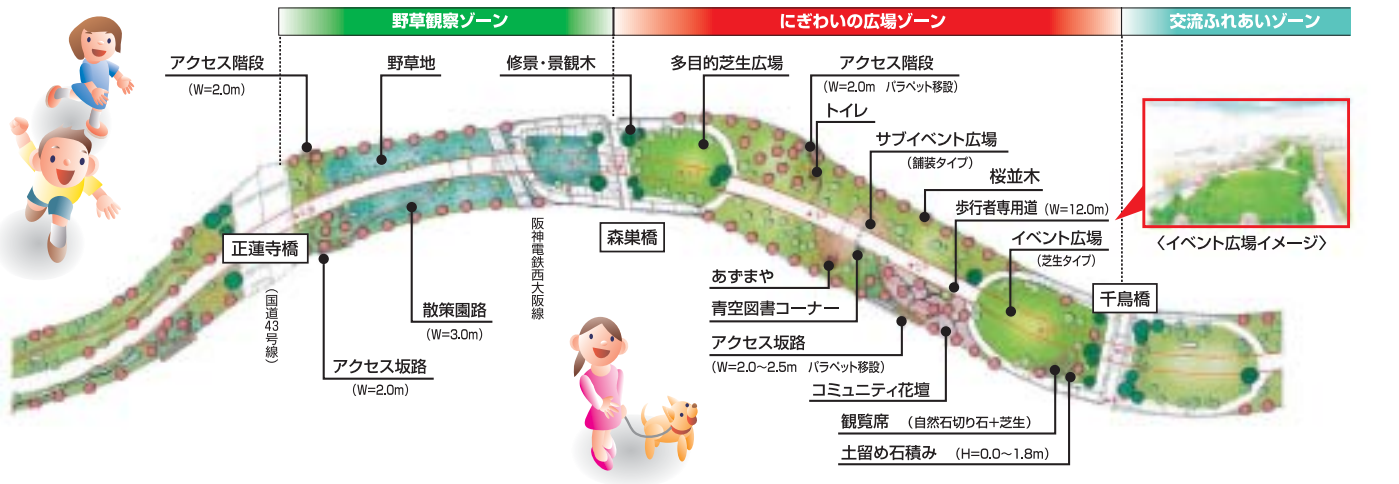 野草観察ゾーン
にぎわいの広場ゾーン
交流ふれあいゾーン
アクセス階段
(W=2.0m)
野草地
修景・景観木
多目的芝生広場
アクセス階段
(W=2.0m パラペット移設)
トイレ
サブイベント広場
(舗装タイプ)
桜並木
歩行者専用道 (W=12.0m)
イベント広場
(芝生タイプ)
〈イベント広場イメージ〉
正蓮寺橋
(国道43号線)
阪神電鉄西大阪線
森巣橋
千鳥橋
散策園路
(W=3.0m)
アクセス坂路
(W=2.0m)
あずまや
青空図書コーナー
アクセス坂路
(W=2.0〜2.5m パラペット移設)
コミュニティ花壇
観覧席 (自然石切り石+芝生)
土留め石積み (H=0.0〜1.8m)